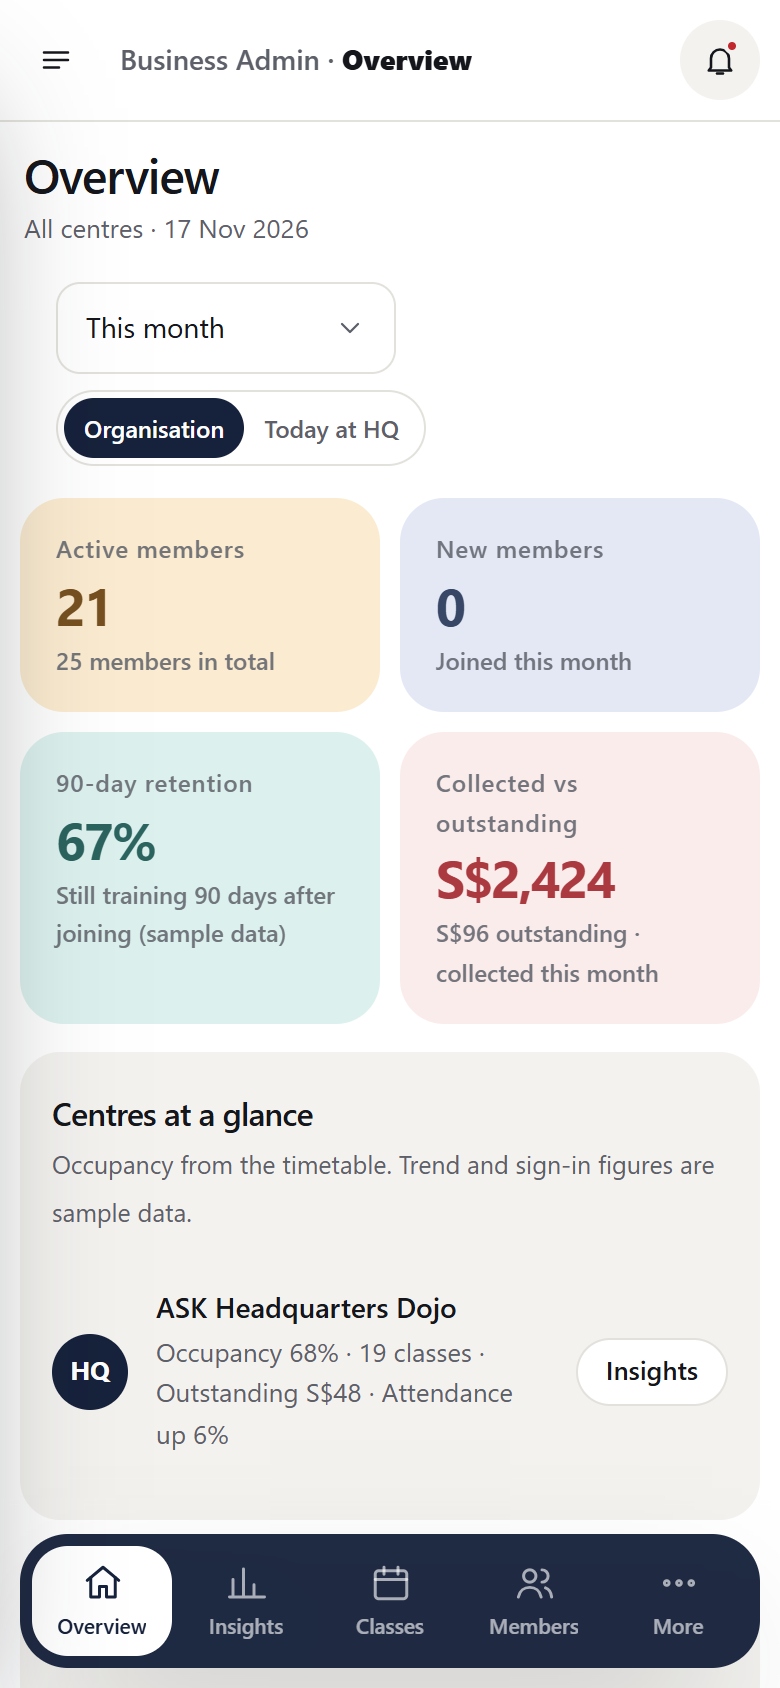 Business Admin · Overview
Overview
All centres · 17 Nov 2026
This month
Organisation
Today at HQ
Active members
21
25 members in total
New members
0
Joined this month
90-day retention
67%
Still training 90 days after
joining (sample data)
Collected vs
outstanding
S$2,424
S$96 outstanding ·
collected this month
Centres at a glance
Occupancy from the timetable. Trend and sign-in figures are
sample data.
HQ
ASK Headquarters Dojo
Occupancy 68% · 19 classes ·
Outstanding S$48 · Attendance
up 6%
Insights
Overview
Insights
Classes
Members
More